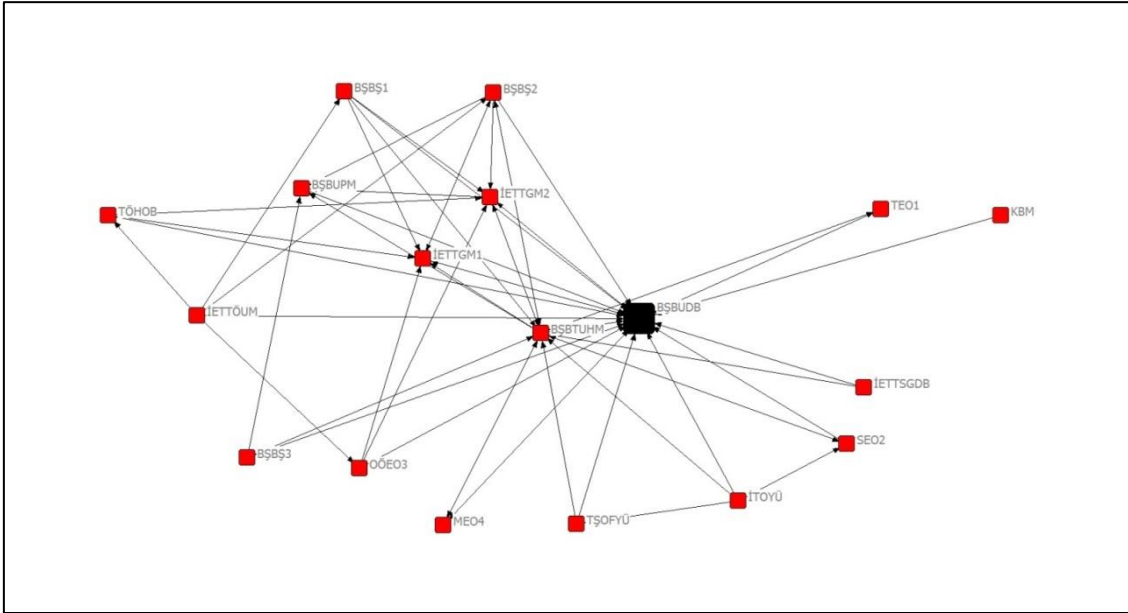 BŞBŞ1
BŞBŞ2
BŞBUPM
İETTGM2
TÖHOB
TEO1
KBM
İETTGM1
İETTÖUM
BŞBUDB
BŞBTUHM
İETTSGDB
SEO2
BŞBŞ3
OÖEO3
İTOYÜ
MEO4
TŞOFYÜ